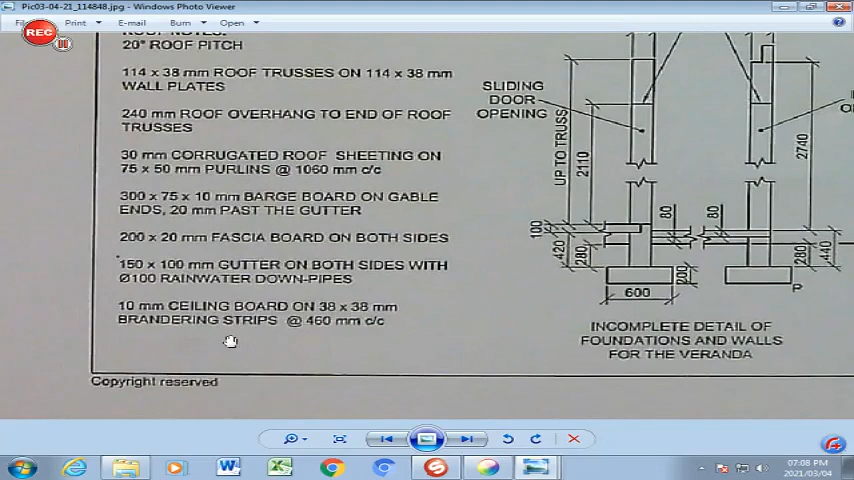 Pic03-04-21_114848.jpg - Windows Photo Viewer
Print
E-mail
Burn
Open
REC
ROOF NOTES:
20° ROOF PITCH
114 x 38 mm ROOF TRUSSES ON 114 x 38 mm
WALL PLATES
240 mm ROOF OVERHANG TO END OF ROOF
TRUSSES
30 mm CORRUGATED ROOF SHEETING ON
75 x 50 mm PURLINS @ 1060 mm c/c
300 x 75 x 10 mm BARGE BOARD ON GABLE
ENDS, 20 mm PAST THE GUTTER
200 x 20 mm FASCIA BOARD ON BOTH SIDES
150 x 100 mm GUTTER ON BOTH SIDES WITH
Ø100 RAINWATER DOWN-PIPES
10 mm CEILING BOARD ON 38 x 38 mm
BRANDERING STRIPS @ 460 mm c/c
Copyright reserved
SLIDING
DOOR
OPENING
UP TO TRUSS
2110
2740
100
420
280
80
80
280
440
200
600
P
INCOMPLETE DETAIL OF
FOUNDATIONS AND WALLS
FOR THE VERANDA
07:08 PM
2021/03/04